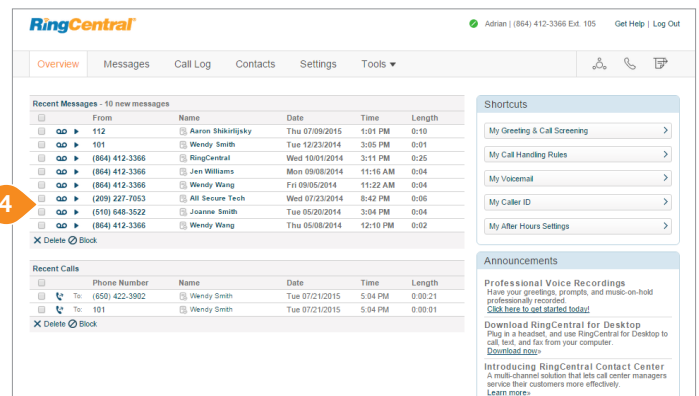 RingCentral®
Adrian | (864) 412-3366 Ext. 105 Get Help | Log Out
Overview Messages Call Log Contacts Settings Tools
Recent Messages - 10 new messages
From Name Date Time Length
112 Aaron Shikirlijsky Thu 07/09/2015 1:01 PM 0:10
101 Wendy Smith Tue 12/23/2014 3:05 PM 0:01
(864) 412-3366 RingCentral Wed 10/01/2014 3:11 PM 0:25
(864) 412-3366 Jen Williams Mon 09/08/2014 11:16 AM 0:04
(864) 412-3366 Wendy Wang Fri 09/05/2014 11:22 AM 0:04
(209) 227-7053 All Secure Tech Wed 07/23/2014 8:42 PM 0:06
(510) 648-3522 Joanne Smith Tue 05/20/2014 3:04 PM 0:04
(864) 412-3366 Wendy Wang Thu 05/08/2014 12:10 PM 0:02
Delete Block
4
Recent Calls
Phone Number Name Date Time Length
To: (650) 422-3902 Wendy Smith Tue 07/21/2015 5:04 PM 0:00:21
To: 101 Wendy Smith Tue 07/21/2015 5:04 PM 0:00:01
Delete Block
Shortcuts
My Greeting & Call Screening
My Call Handling Rules
My Voicemail
My Caller ID
My After Hours Settings
Announcements
Professional Voice Recordings
Have your greetings, prompts, and music-on-hold
professionally recorded.
Click here to get started today!
Download RingCentral for Desktop
Plug in a headset, and use RingCentral for Desktop to
call, text, and fax from your computer.
Download now»
Introducing RingCentral Contact Center
A multi-channel solution that lets call center managers
service their customers more effectively.
Learn more»